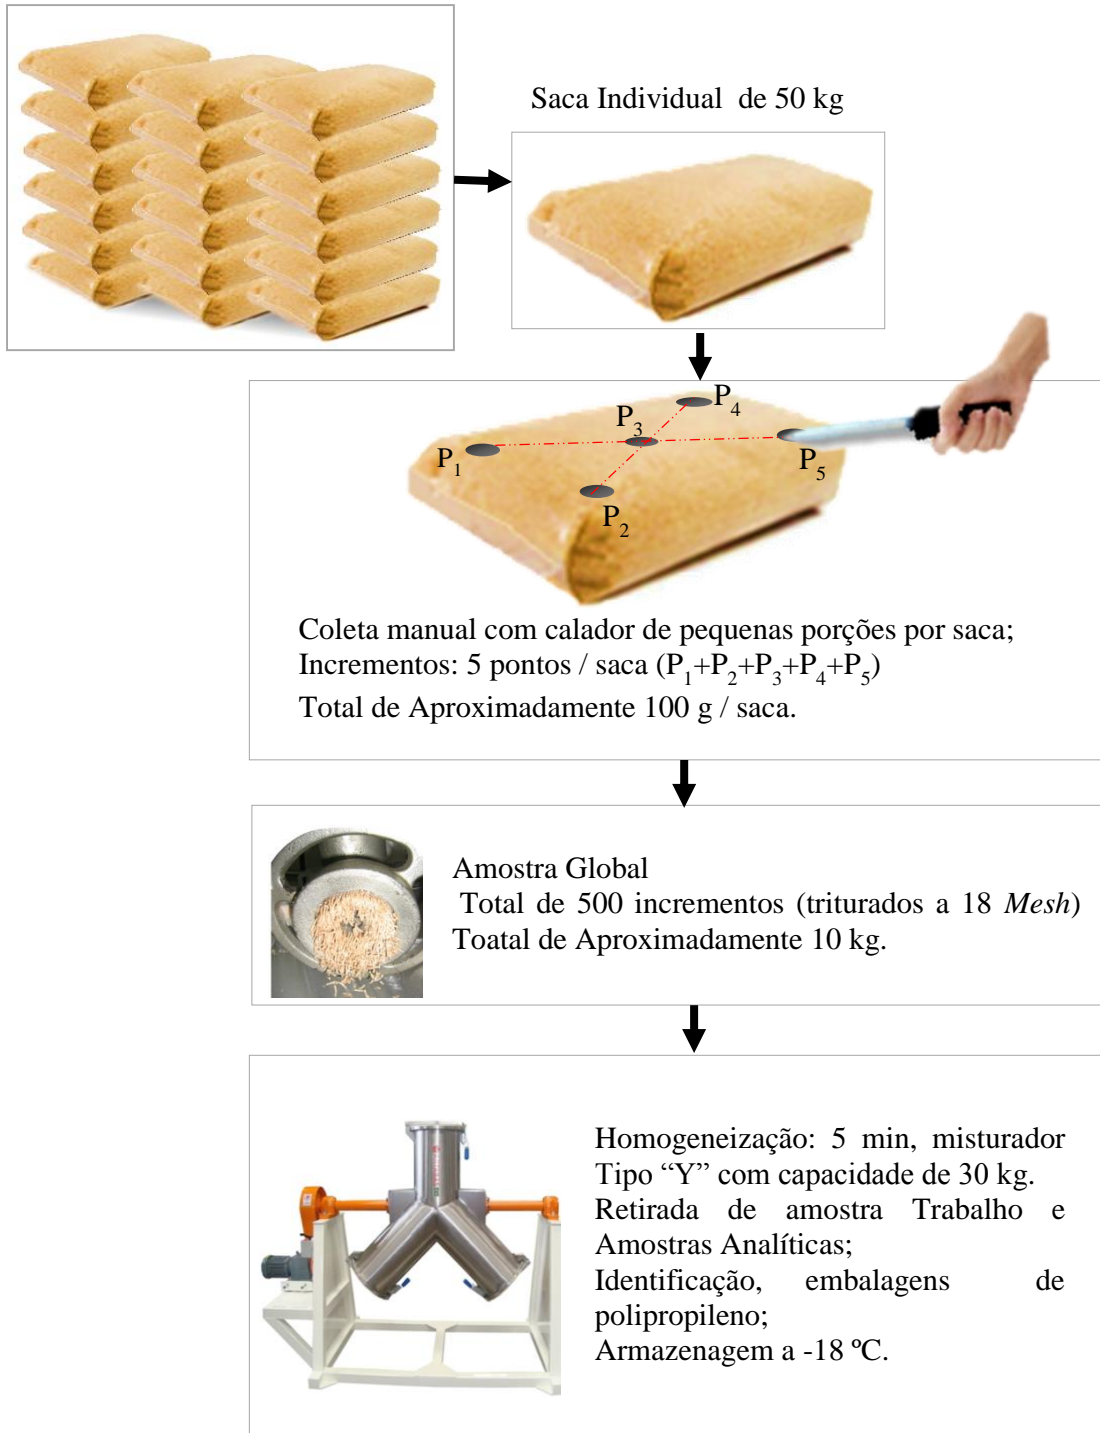 Saca Individual de 50 kg
P4
P3
P1
P5
P2
Coleta manual com calador de pequenas porções por saca;
Incrementos: 5 pontos / saca (P1+P2+P3+P4+P5)
Total de Aproximadamente 100 g / saca.
Amostra Global
Total de 500 incrementos (triturados a 18 Mesh)
Toatal de Aproximadamente 10 kg.
Homogeneização: 5 min, misturador
Tipo “Y” com capacidade de 30 kg.
Retirada de amostra Trabalho e
Amostras Analíticas;
Identificação, embalagens de
polipropileno;
Armazenagem a -18 ºC.